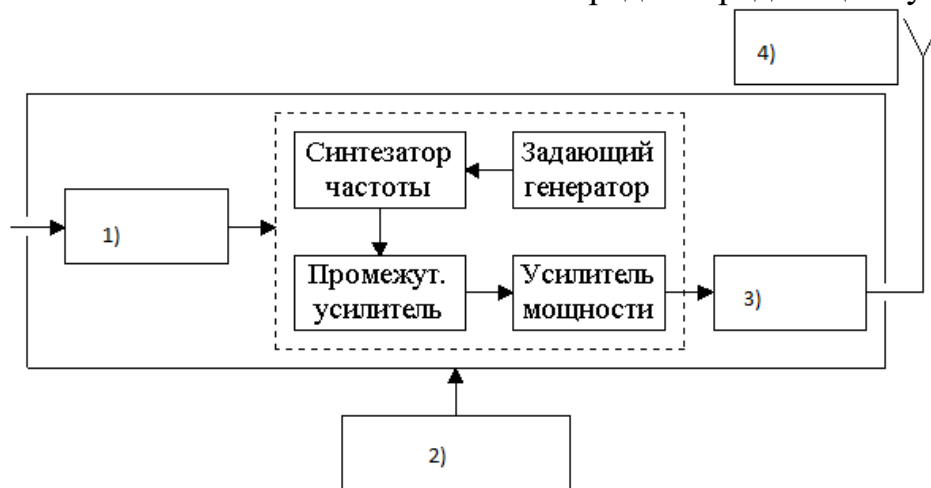 4)
Синтезатор
частоты
Задающий
генератор
1)
Промежут.
усилитель
Усилитель
мощности
3)
2)